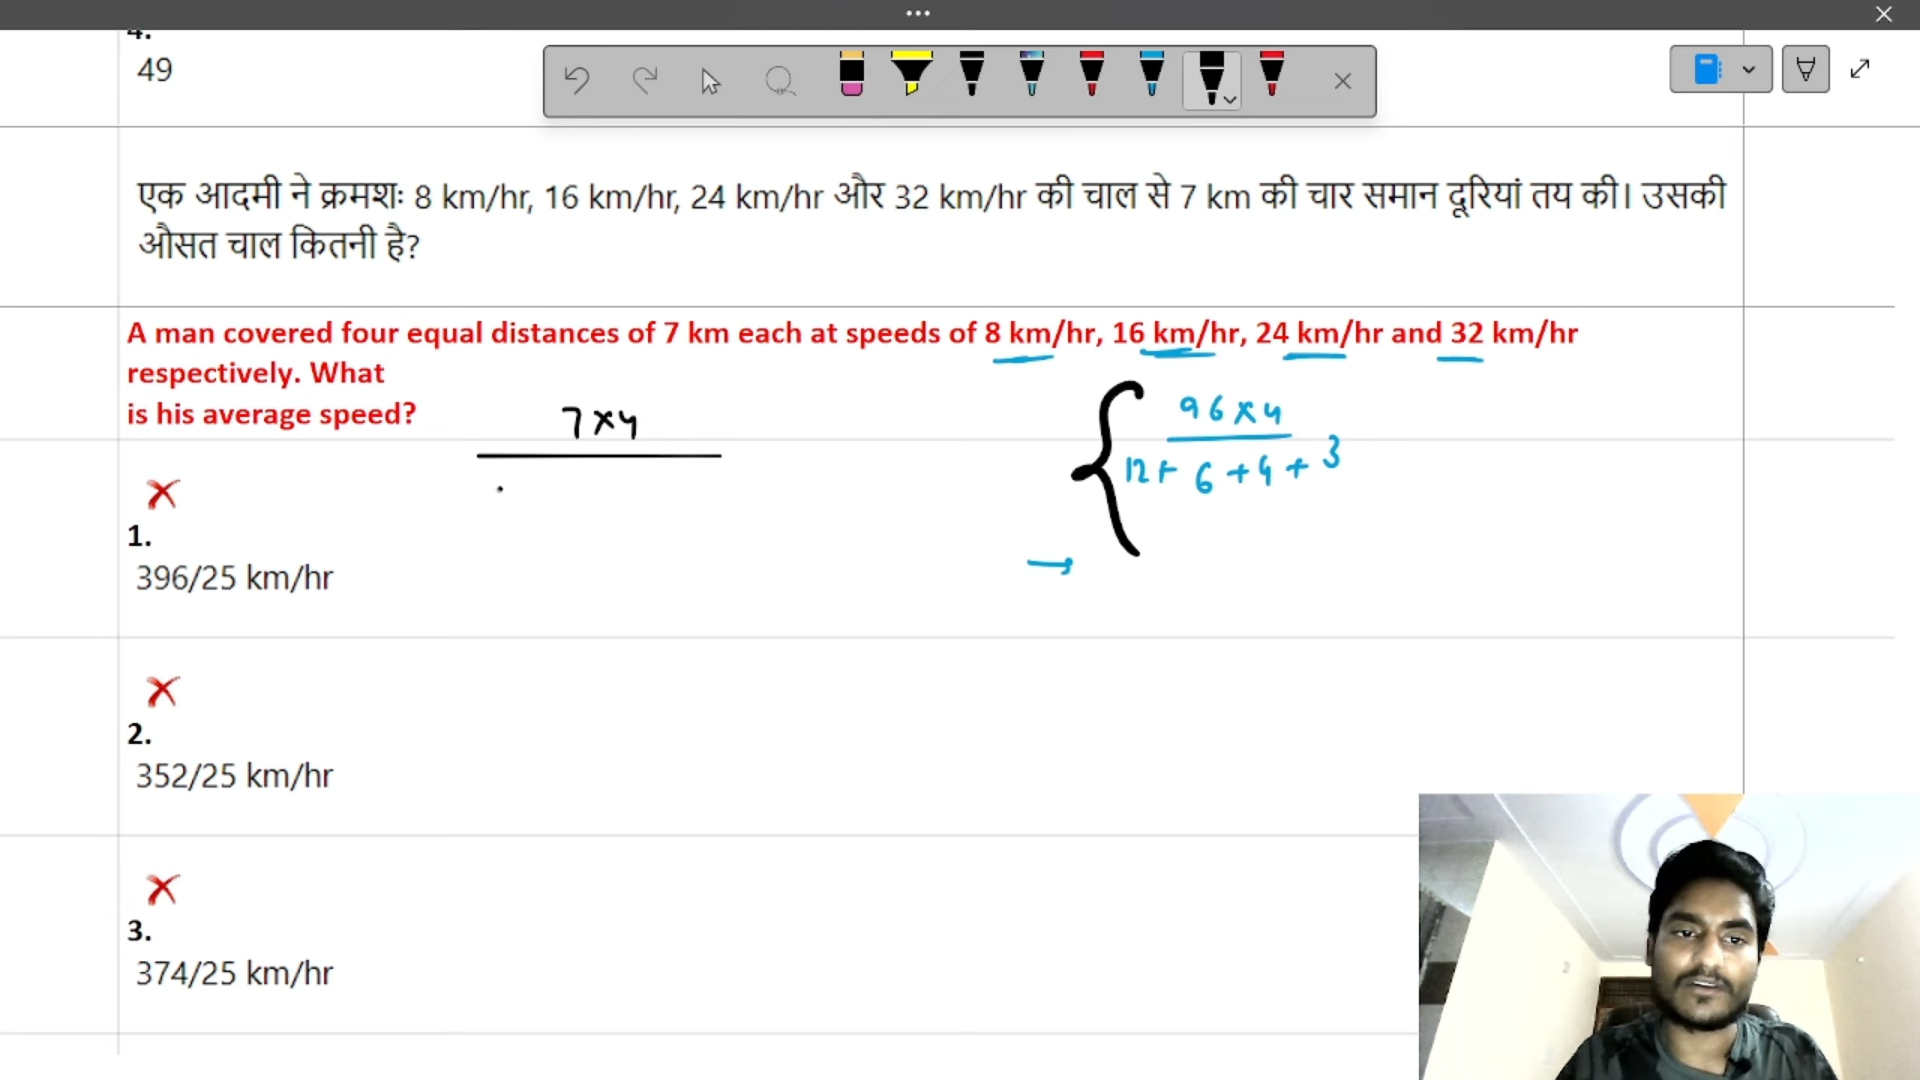 4.
49
एक आदमी ने क्रमशः 8 km/hr, 16 km/hr, 24 km/hr और 32 km/hr की चाल से 7 km की चार समान दूरियां तय की। उसकी
औसत चाल कितनी है?
A man covered four equal distances of 7 km each at speeds of 8 km/hr, 16 km/hr, 24 km/hr and 32 km/hr
respectively. What
is his average speed?
7×4
96×4
12+ 6+4+3
1.
396/25 km/hr
2.
352/25 km/hr
3.
374/25 km/hr